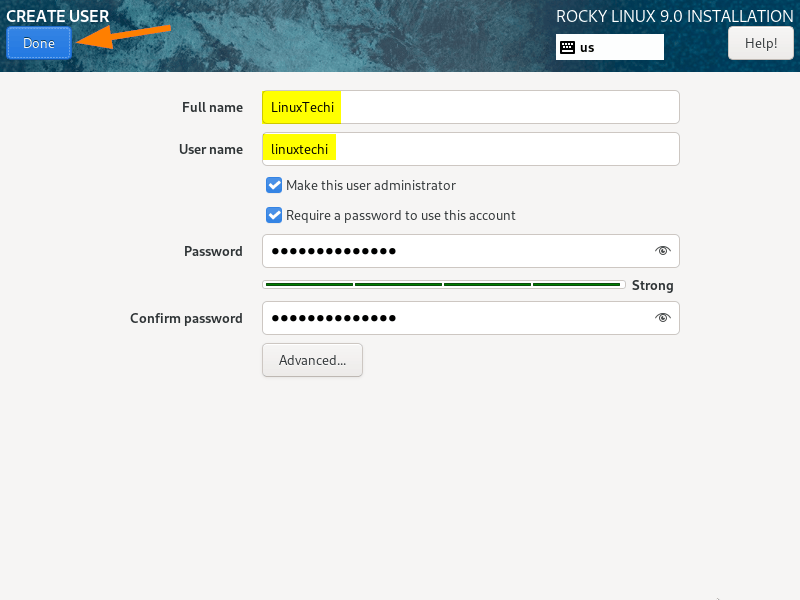 CREATE USER
ROCKY LINUX 9.0 INSTALLATION
Done
us
Help!
Full name
LinuxTechi
User name
linuxtechi
Make this user administrator
Require a password to use this account
Password
●●●●●●●●●●●●●●
Strong
Confirm password
●●●●●●●●●●●●●●
Advanced...